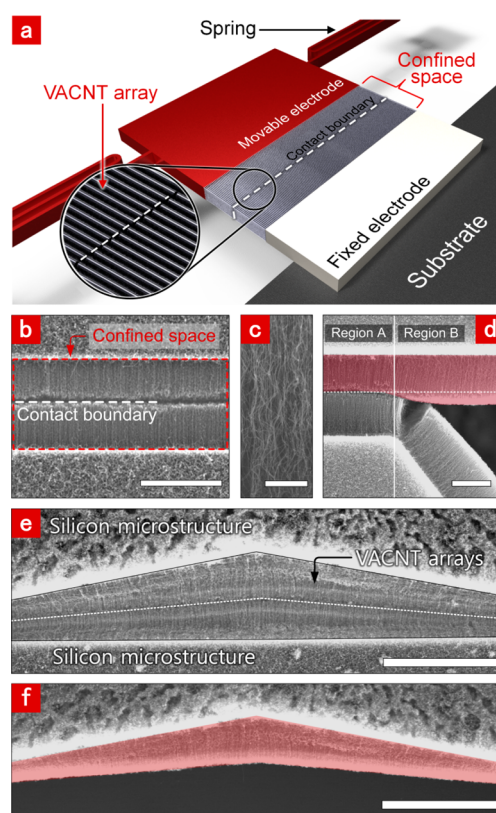 a
Spring
Confined
space
VACNT array
Movable electrode
Contact boundary
Fixed electrode
Substrate
b
Confined space
Contact boundary
c
Region A
Region B
d
e
Silicon microstructure
VACNT arrays
Silicon microstructure
f